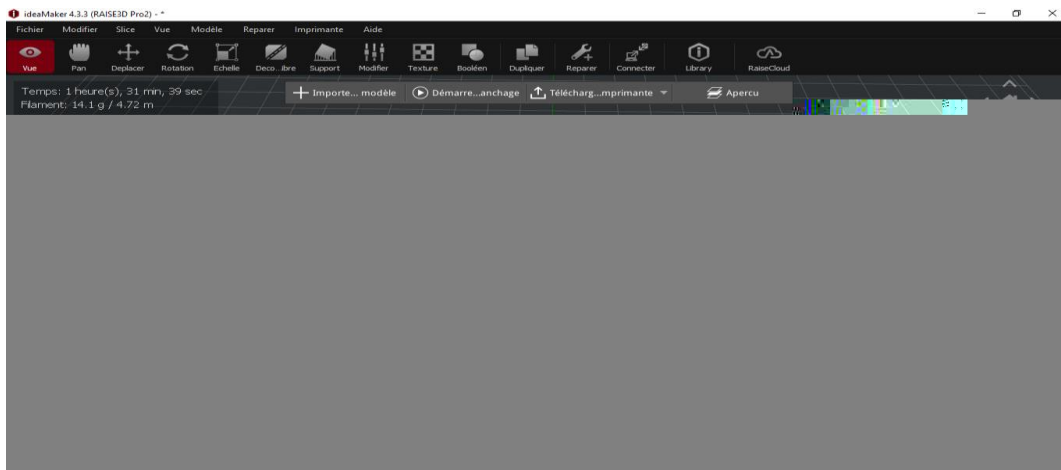 ideaMaker 4.3.3 (RAISE3D Pro2) - *
Fichier Modifier Slice Vue Modèle Reparer Imprimante Aide
Vue Pan Deplacer Rotation Echelle Deco...ibre Support Modifier Texture Booléen Dupliquer Reparer Connecter Library RaiseCloud
Temps: 1 heure(s), 31 min, 39 sec
Filament: 14.1 g / 4.72 m
Importe... modèle Démarre...anchage Télécharg...mprimante Apercu